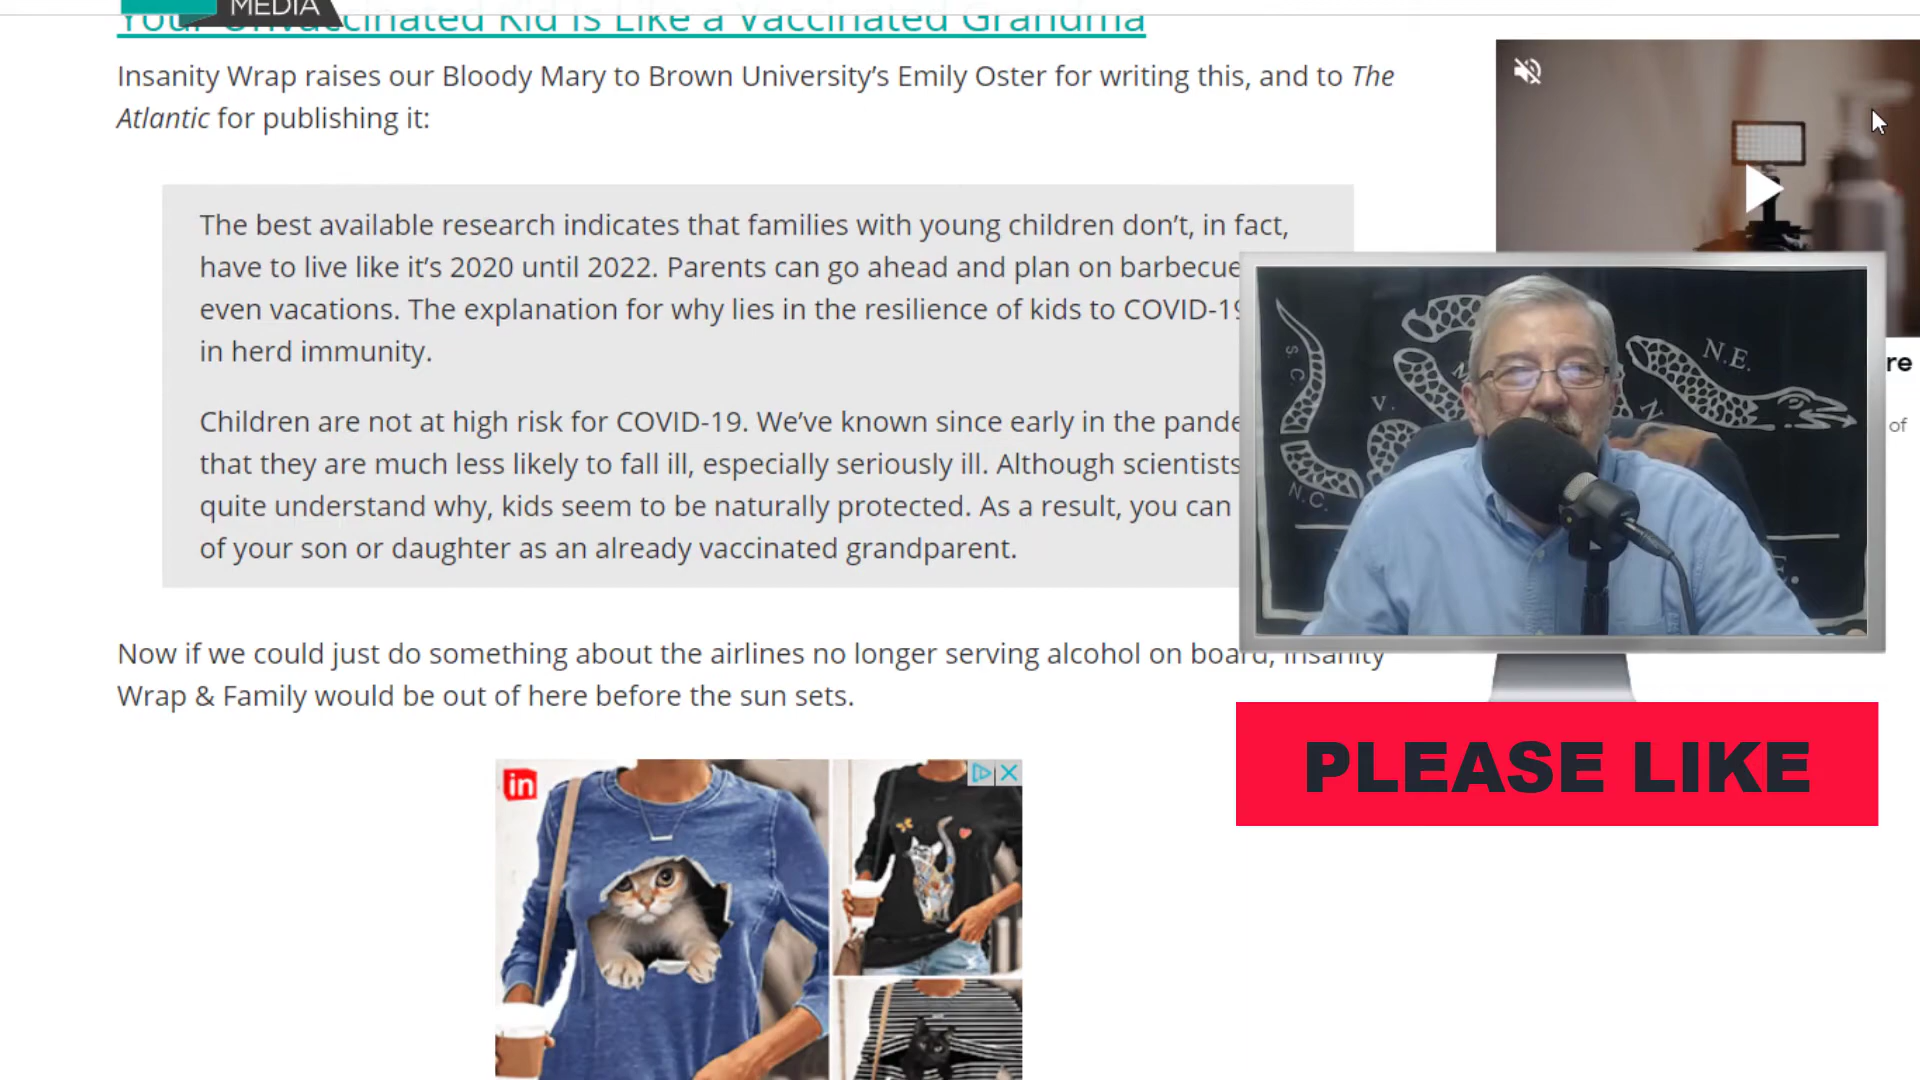 MEDIA
Your Unvaccinated Kid Is Like a Vaccinated Grandma
Insanity Wrap raises our Bloody Mary to Brown University’s Emily Oster for writing this, and to The
Atlantic for publishing it:
The best available research indicates that families with young children don’t, in fact,
have to live like it’s 2020 until 2022. Parents can go ahead and plan on barbecue
even vacations. The explanation for why lies in the resilience of kids to COVID-19
in herd immunity.
Children are not at high risk for COVID-19. We’ve known since early in the pande
that they are much less likely to fall ill, especially seriously ill. Although scientists
quite understand why, kids seem to be naturally protected. As a result, you can
of your son or daughter as an already vaccinated grandparent.
Now if we could just do something about the airlines no longer serving alcohol on board, Insanity
Wrap & Family would be out of here before the sun sets.
re
of
S.C.
N.C.
V.
M
N
N.E.
E.
PLEASE LIKE
in